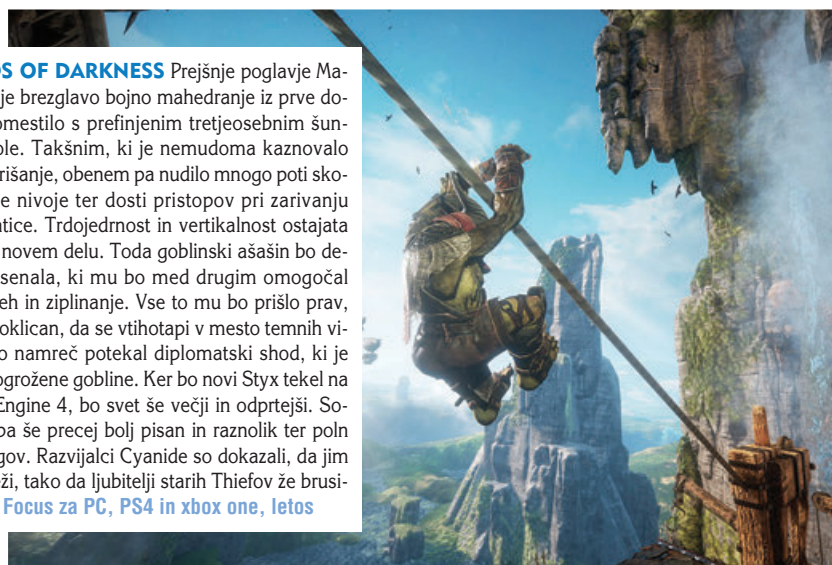 OS OF DARKNESS Prejšnje poglavje Ma-
je brezglavo bojno mahedranje iz prve do-
omestilo s prefinjenim tretjeosebnim šun-
ole. Takšnim, ki je nemudoma kaznovalo
rišanje, obenem pa nudilo mnogo poti sko-
e nivoje ter dosti pristopov pri zarivanju
tice. Trdojedrnost in vertikalnost ostajata
novem delu. Toda goblinski ašašin bo de-
senala, ki mu bo med drugim omogočal
eh in ziplinanje. Vse to mu bo prišlo prav,
oklican, da se vtihotapi v mesto temnih vi-
o namreč potekal diplomatski shod, ki je
ogrožene gobline. Ker bo novi Styx tekel na
Engine 4, bo svet še večji in odprtejši. So-
pa še precej bolj pisan in raznolik ter poln
gov. Razvijalci Cyanide so dokazali, da jim
ži, tako da ljubitelji starih Thiefov že brusi-
Focus za PC, PS4 in xbox one, letos